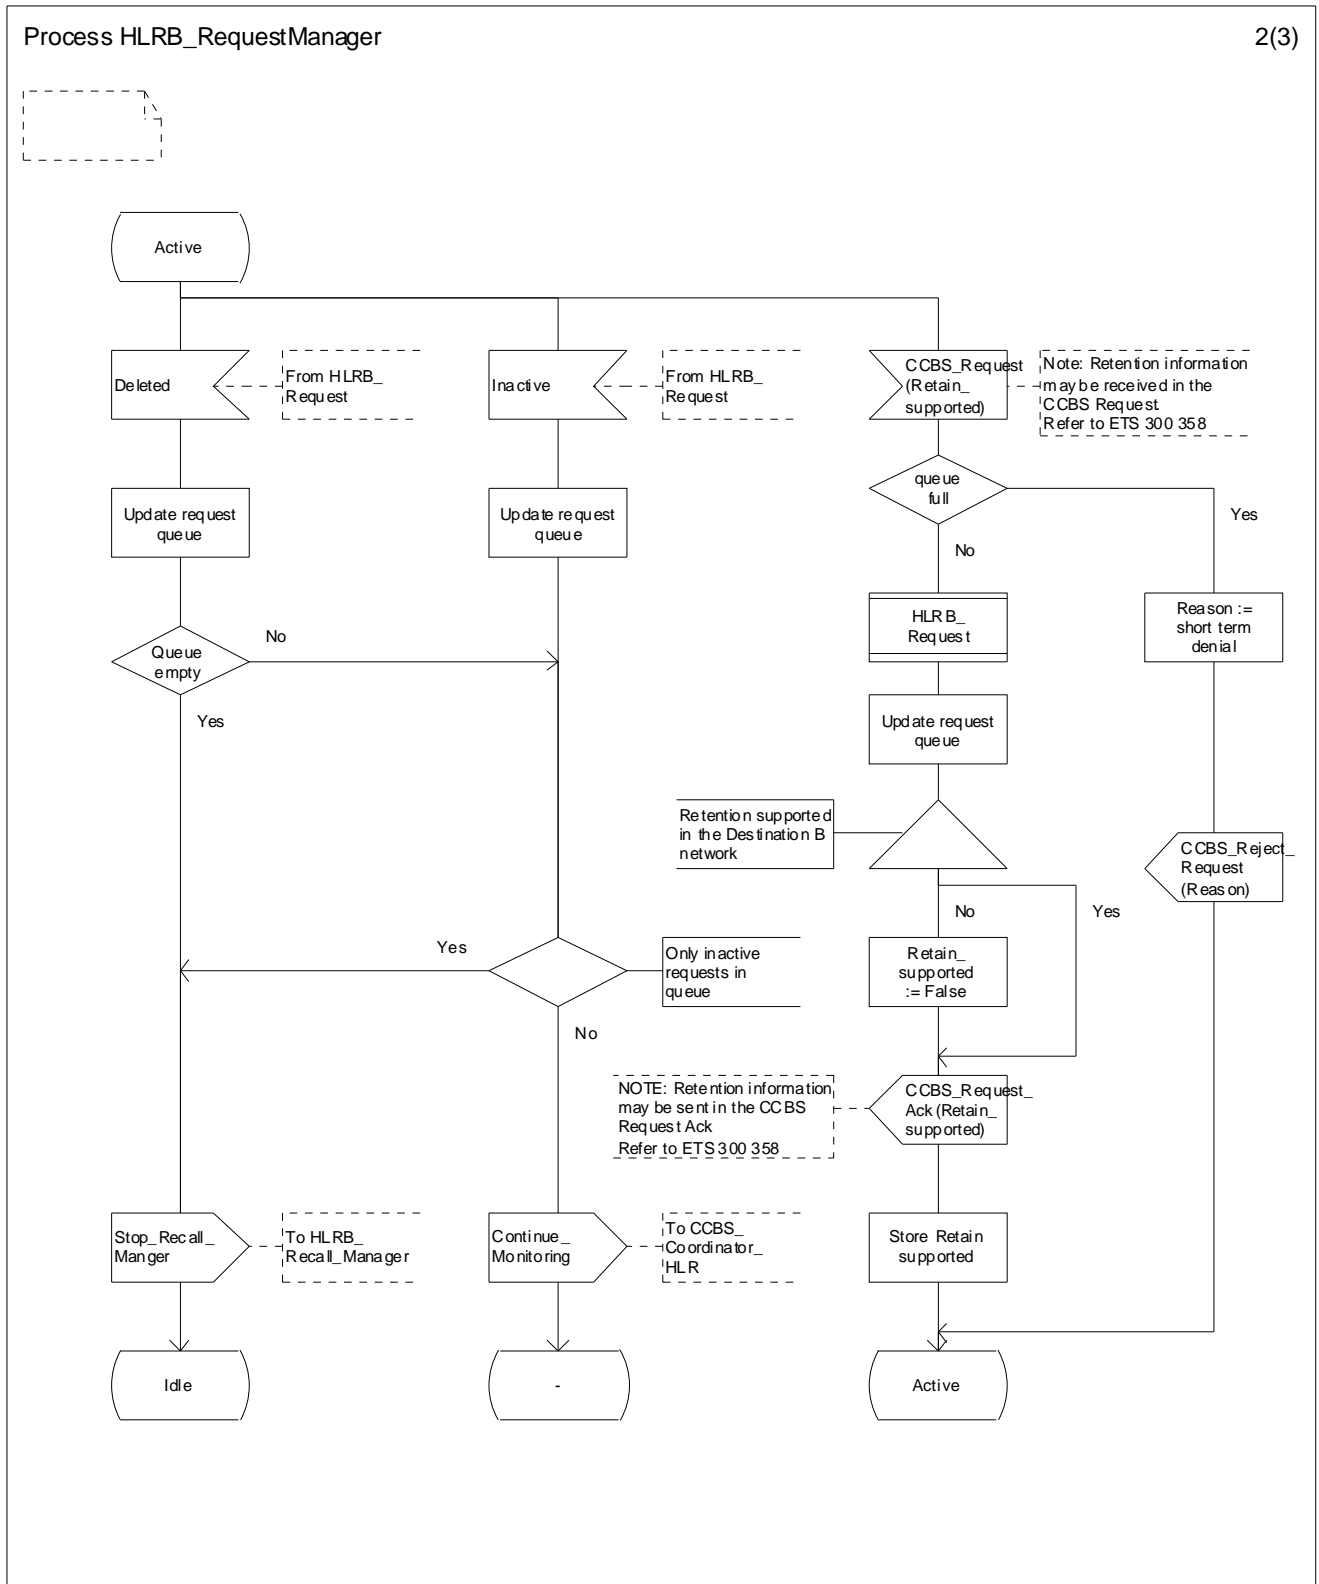 Process HLRB_RequestManager
2(3)
Active
Deleted
From HLRB_
Request
Inactive
From HLRB_
Request
CCBS_Request
(Retain_
supported)
Note: Retention information
may be received in the
CCBS Request.
Refer to ETS 300 358
Update request
queue
Update request
queue
queue
full
Yes
No
Queue
empty
No
Yes
HLRB_
Request
Reason :=
short term
denial
Update request
queue
Retention supported
in the Destination B
network
CCBS_Reject_
Request
(Reason)
No
Yes
Yes
Only inactive
requests in
queue
No
Retain_
supported
:= False
NOTE: Retention information
may be sent in the CCBS
Request Ack
Refer to ETS 300 358
CCBS_Request_
Ack (Retain_
supported)
Stop_Recall_
Manger
To HLRB_
Recall_Manager
Continue_
Monitoring
To CCBS_
Coordinator_
HLR
Store Retain
supported
Idle
-
Active